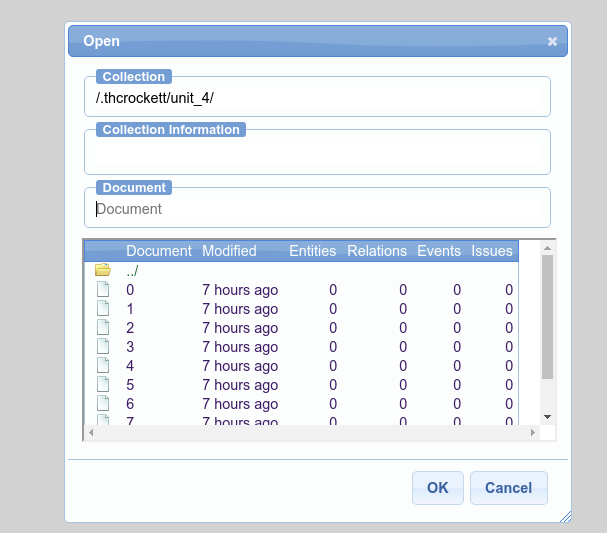 Open
Collection
/.thcrockett/unit_4/
Collection Information
Document
Document
Document Modified Entities Relations Events Issues
../
0 7 hours ago 0 0 0 0
1 7 hours ago 0 0 0 0
2 7 hours ago 0 0 0 0
3 7 hours ago 0 0 0 0
4 7 hours ago 0 0 0 0
5 7 hours ago 0 0 0 0
6 7 hours ago 0 0 0 0
7 7 hours ago 0 0 0 0
OK Cancel